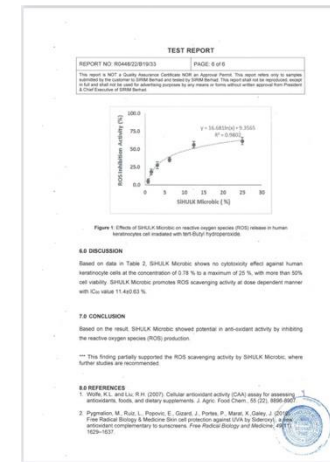 TEST REPORT
REPORT NO: R0448/22/B19/33
PAGE: 6 of 6
This report is NOT a Quality Assurance Certificate NOR an Approval Permit. This report refers only to samples
submitted by the customer to SIRIM Berhad and tested by SIRIM Berhad. This report shall not be reproduced, except
in full and shall not be used for advertising purposes by any means or forms without written approval from President
& Chief Executive of SIRIM Berhad.
ROS Inhibition Activity (%)
100.0
75.0
50.0
25.0
0.0
y = 16.681ln(x) + 9.3565
R² = 0.9802
0 5 10 15 20 25 30
SiHULK Microbic ( %)
Figure 1. Effects of SiHULK Microbic on reactive oxygen species (ROS) release in human
keratinocytes cell mediated with tert-Butyl hydroperoxide.
6.0 DISCUSSION
Based on data in Table 2, SiHULK Microbic shows no cytotoxicity effect against human
keratinocyte cells at the concentration of 0.78 % to a maximum of 25 %, with more than 80%
cell viability. SiHULK Microbic promotes ROS scavenging activity at dose dependent manner
with IC₅₀ value 11.4±0.63 %.
7.0 CONCLUSION
Based on the result, SiHULK Microbic showed potential in anti-oxidant activity by inhibiting
the reactive oxygen species (ROS) production.
*** This finding partially supported the ROS scavenging activity by SiHULK Microbic, where
further studies are recommended.
8.0 REFERENCES
1. Wolfe, K.L. and Liu, R.H. (2007). Cellular antioxidant activity (CAA) assay for assessing
antioxidants, foods, and dietary supplements. J. Agric. Food Chem., 55 (22), 8896-8907
2. Pygmalion, M., Ruiz, L., Popovic, E., Gizard, J., Portes, P., Marat, X.,
Free Radical Biology & Medicine Skin cell protection against UVA by Sideroxyl, a new
antioxidant complementary to sunscreens. Free Radical Biology and Medicine, 49(11),
1629–1637.